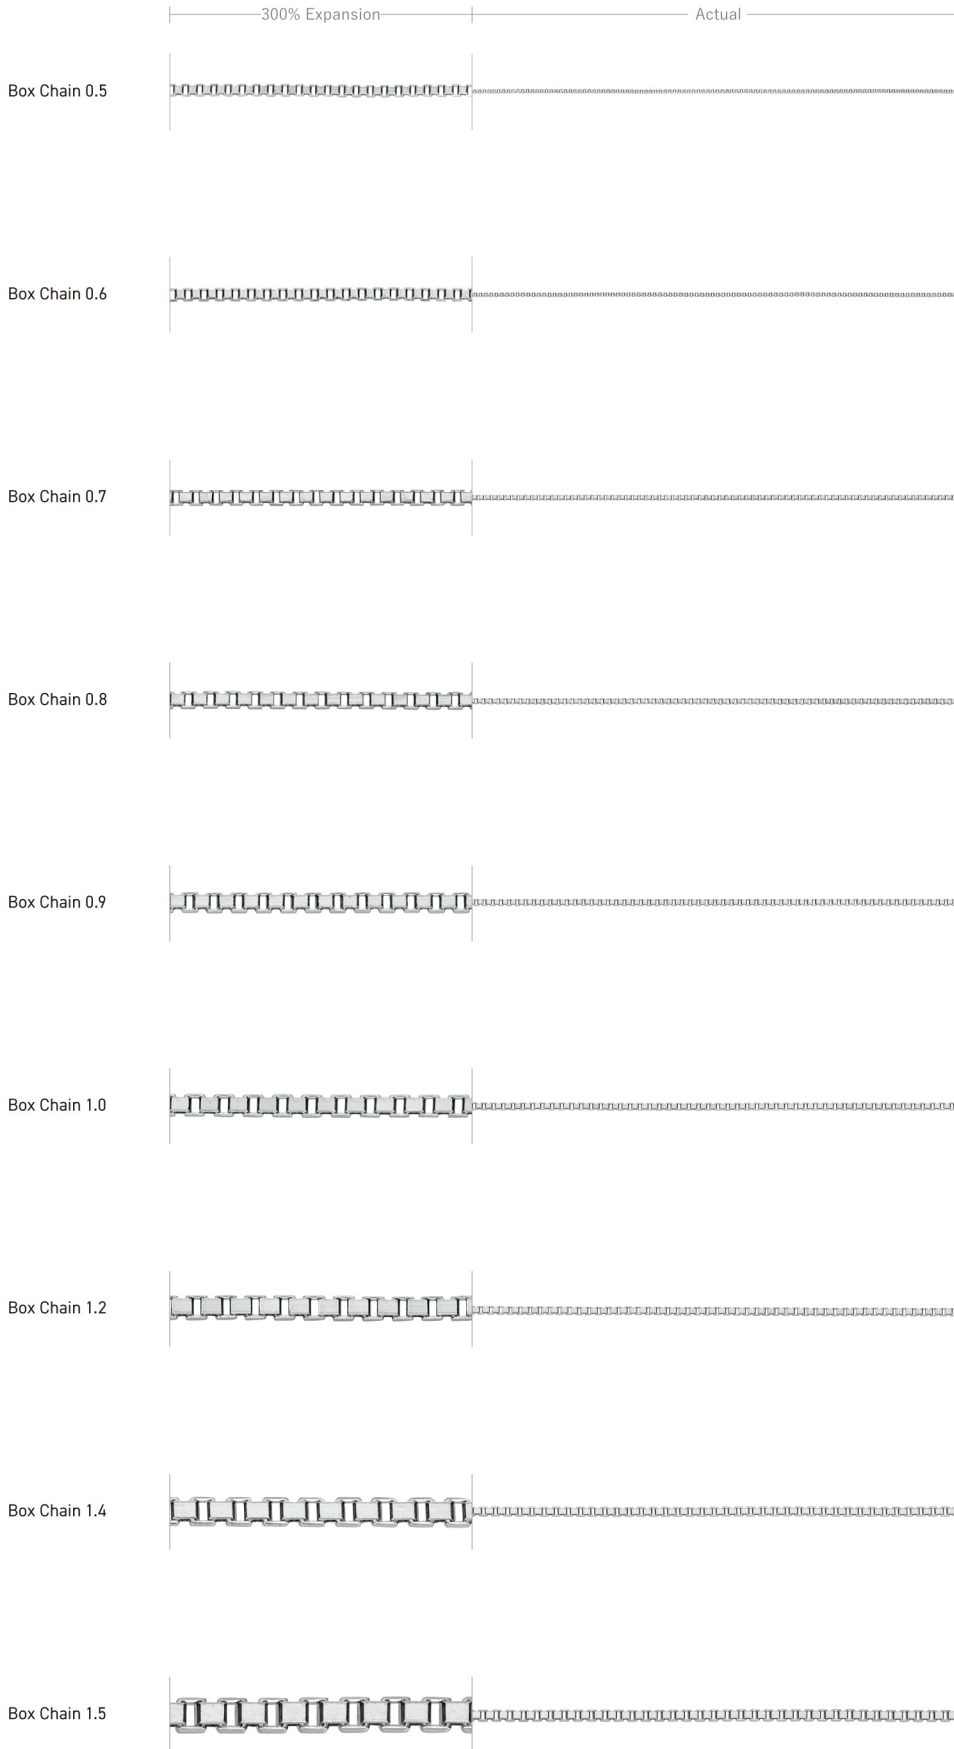 300% Expansion Actual
Box Chain 0.5
Box Chain 0.6
Box Chain 0.7
Box Chain 0.8
Box Chain 0.9
Box Chain 1.0
Box Chain 1.2
Box Chain 1.4
Box Chain 1.5